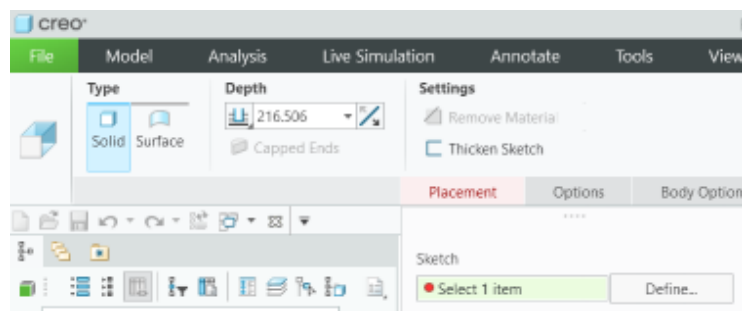 creo
File Model Analysis Live Simulation Annotate Tools View
Type Depth Settings
216.506 Remove Material
Solid Surface Capped Ends Thicken Sketch
Placement Options Body Option
Sketch
Select 1 item Define...